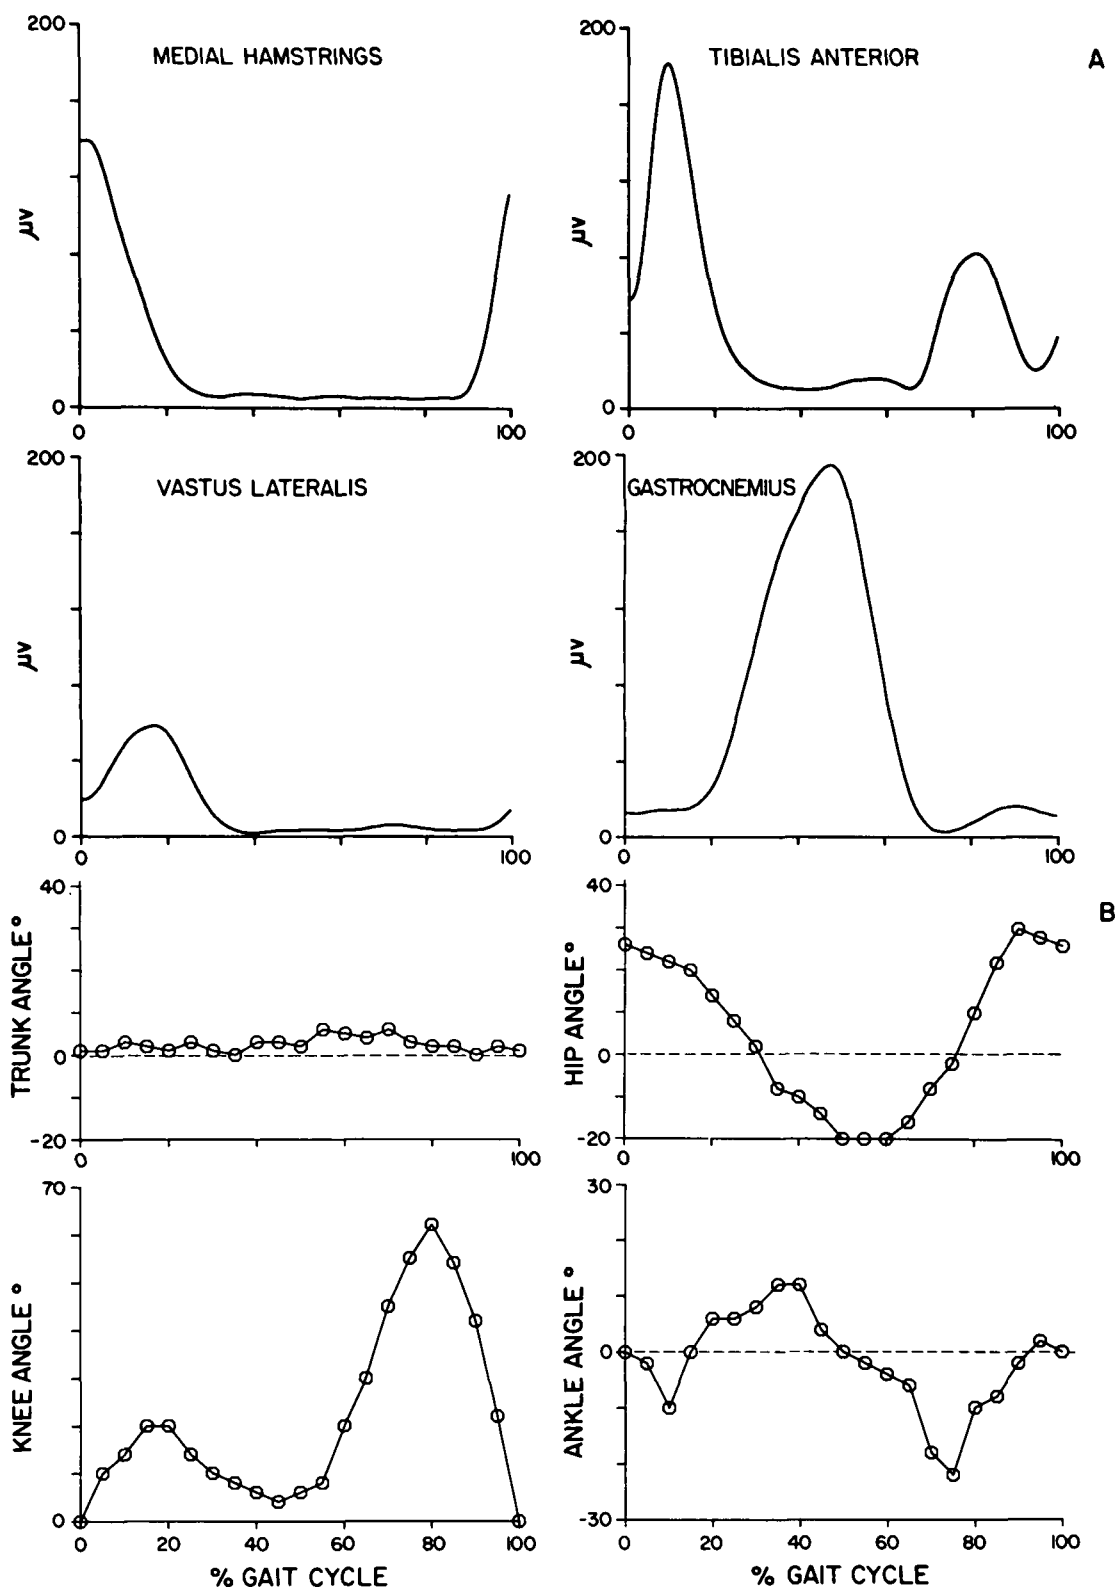 200
MEDIAL HAMSTRINGS
μv
0
0
100
200
TIBIALIS ANTERIOR
A
μv
0
0
100
200
VASTUS LATERALIS
μv
0
0
100
200
GASTROCNEMIUS
μv
0
0
100
40
TRUNK ANGLE°
0
-20
0
100
40
B
HIP ANGLE°
0
-20
0
100
70
KNEE ANGLE°
0
0 20 40 60 80 100
% GAIT CYCLE
30
ANKLE ANGLE°
0
-30
0 20 40 60 80 100
% GAIT CYCLE